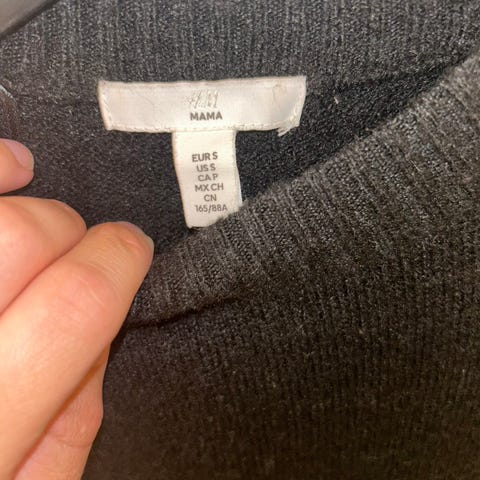 H&M
MAMA
EUR S
US S
CA P
MX CH
CN
165/88A